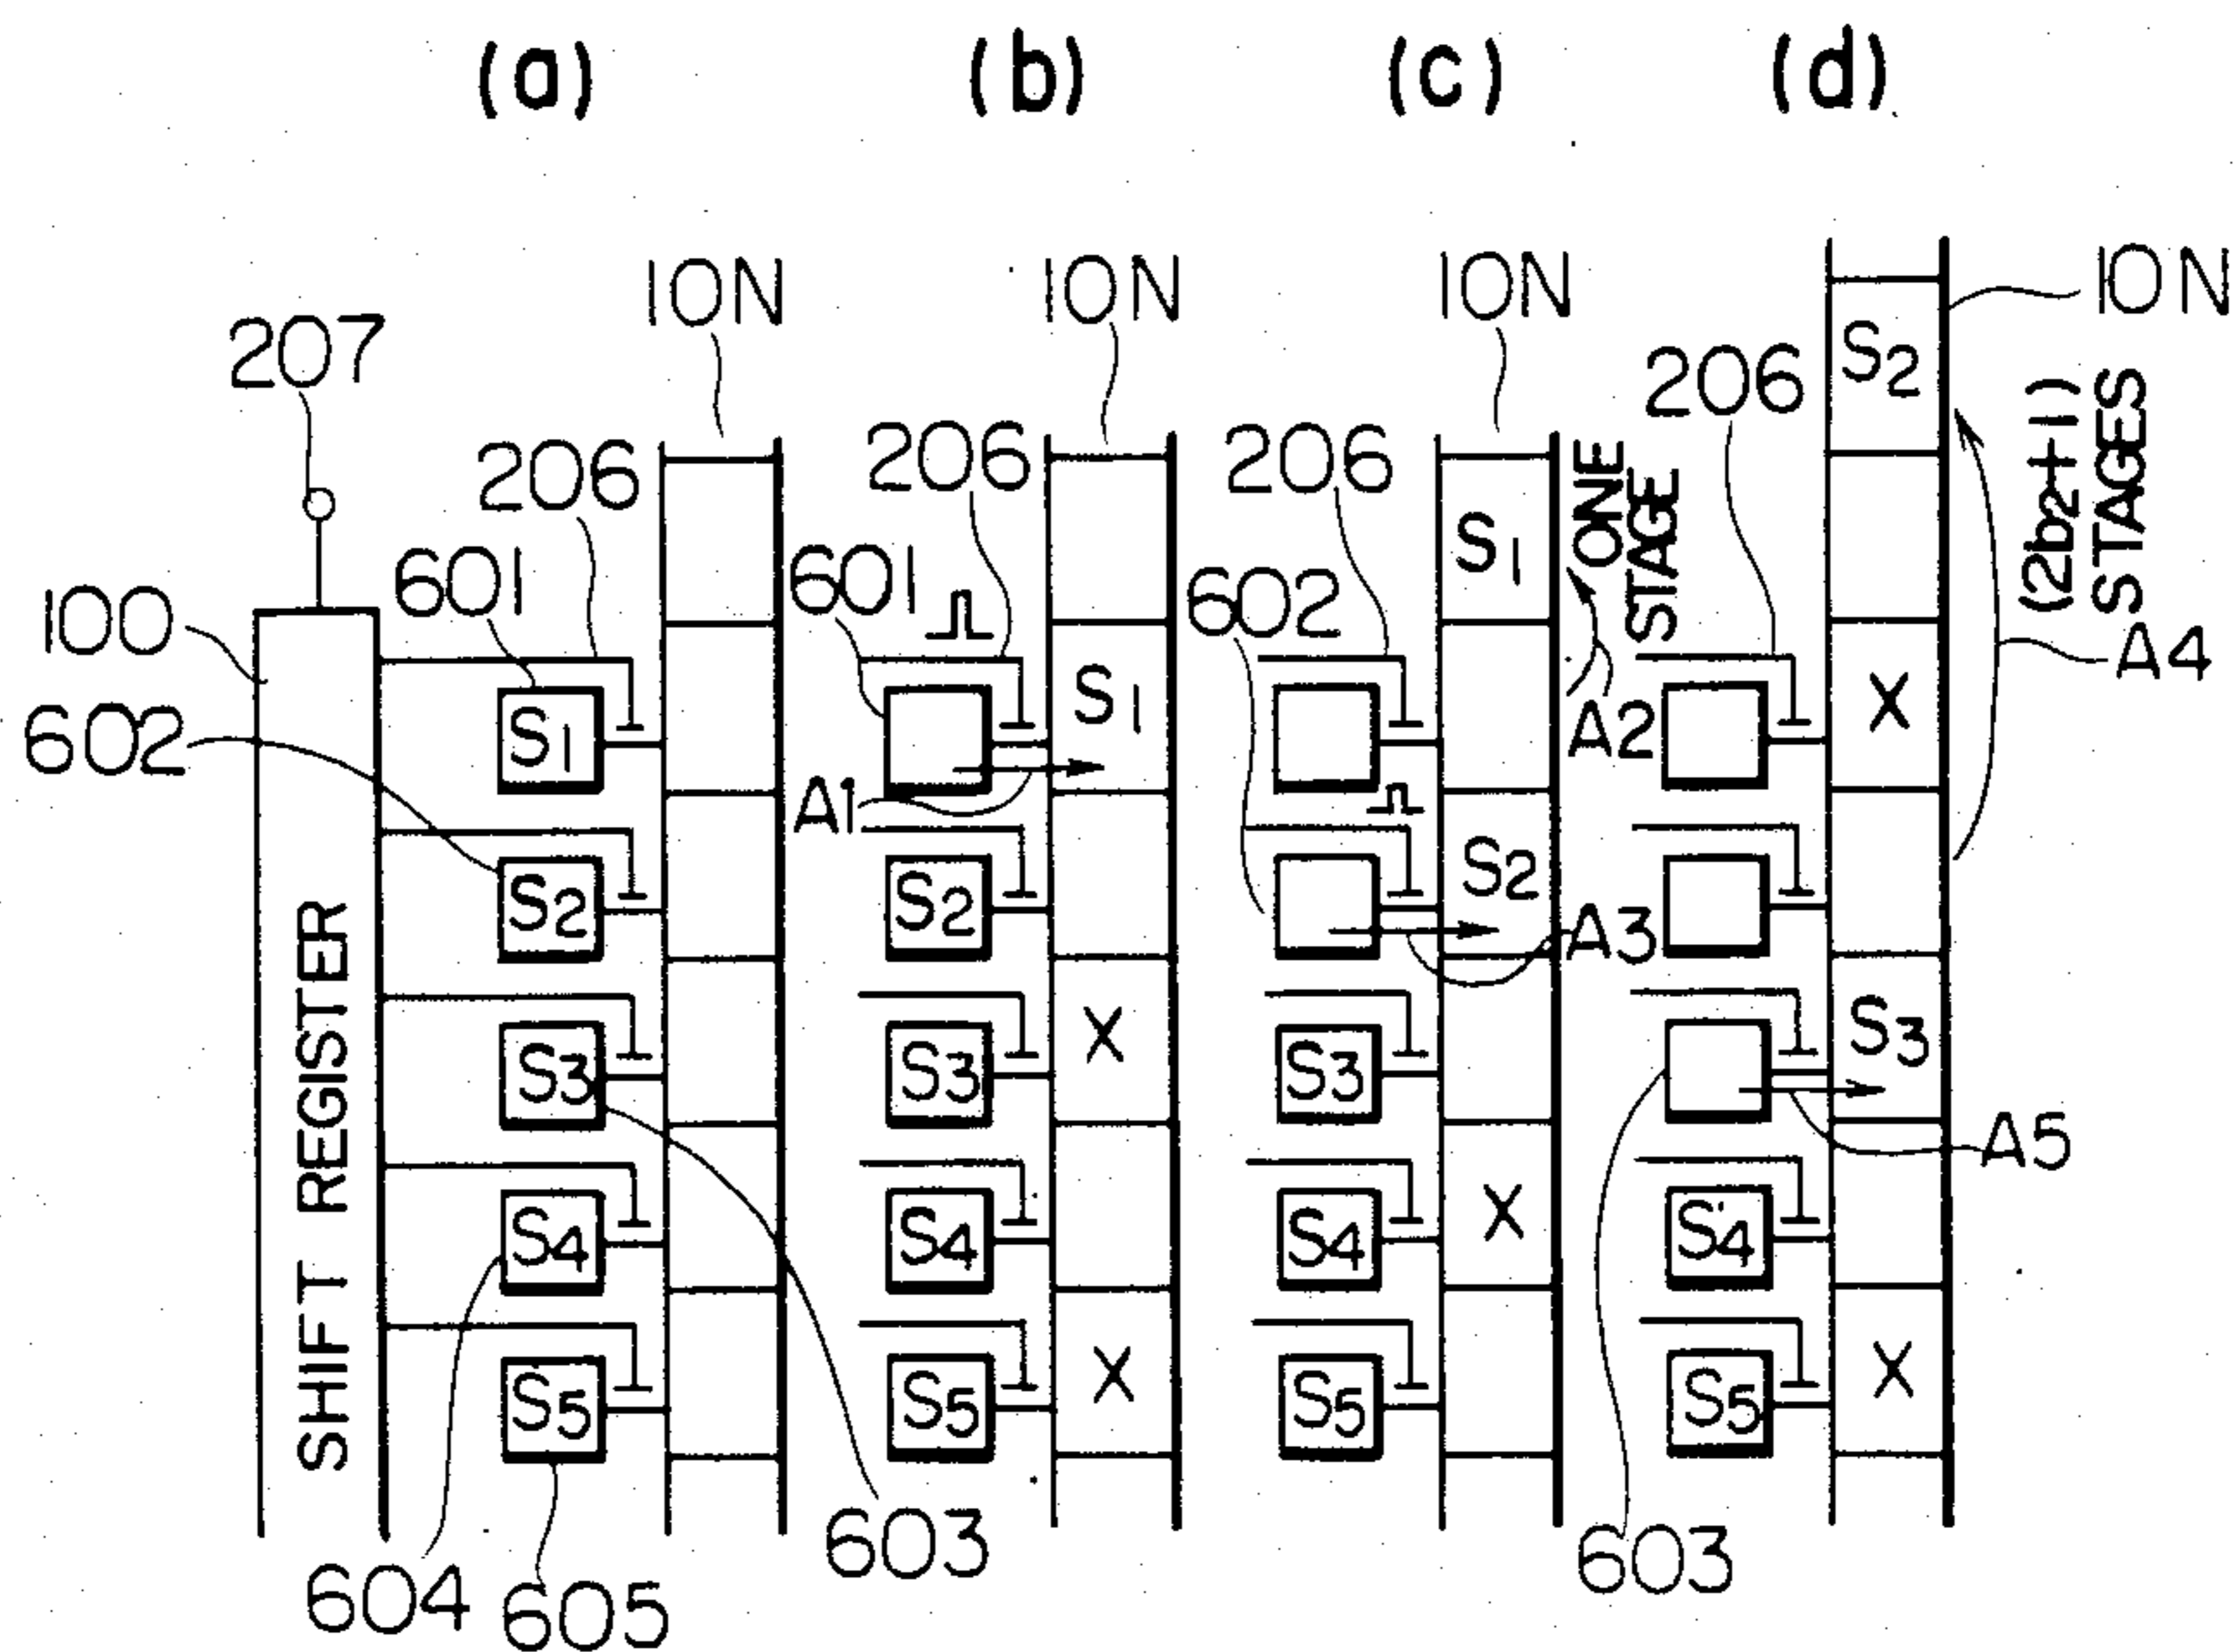 (a) (b) (c) (d)
10N 10N 10N 10N
207
206 206 206 206
S2
(2b2+1) STAGES
601 601 602
S1
ONE STAGE
100
A4
602
S1 S1 X
A2
A1
S2 S2 S2
A3
SHIFT REGISTER
S3 S3 X S3 S3
A5
S4 S4 S4 X S4
S5 S5 X S5 S5 X
603 603
604 605